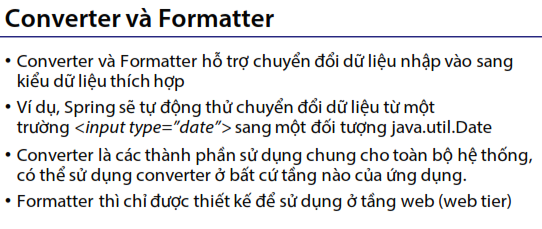 Converter và Formatter
• Converter và Formatter hỗ trợ chuyển đổi dữ liệu nhập vào sang
kiểu dữ liệu thích hợp
• Ví dụ, Spring sẽ tự động thử chuyển đổi dữ liệu từ một
trường <input type=”date”> sang một đối tượng java.util.Date
• Converter là các thành phần sử dụng chung cho toàn bộ hệ thống,
có thể sử dụng converter ở bất cứ tầng nào của ứng dụng.
• Formatter thì chỉ được thiết kế để sử dụng ở tầng web (web tier)